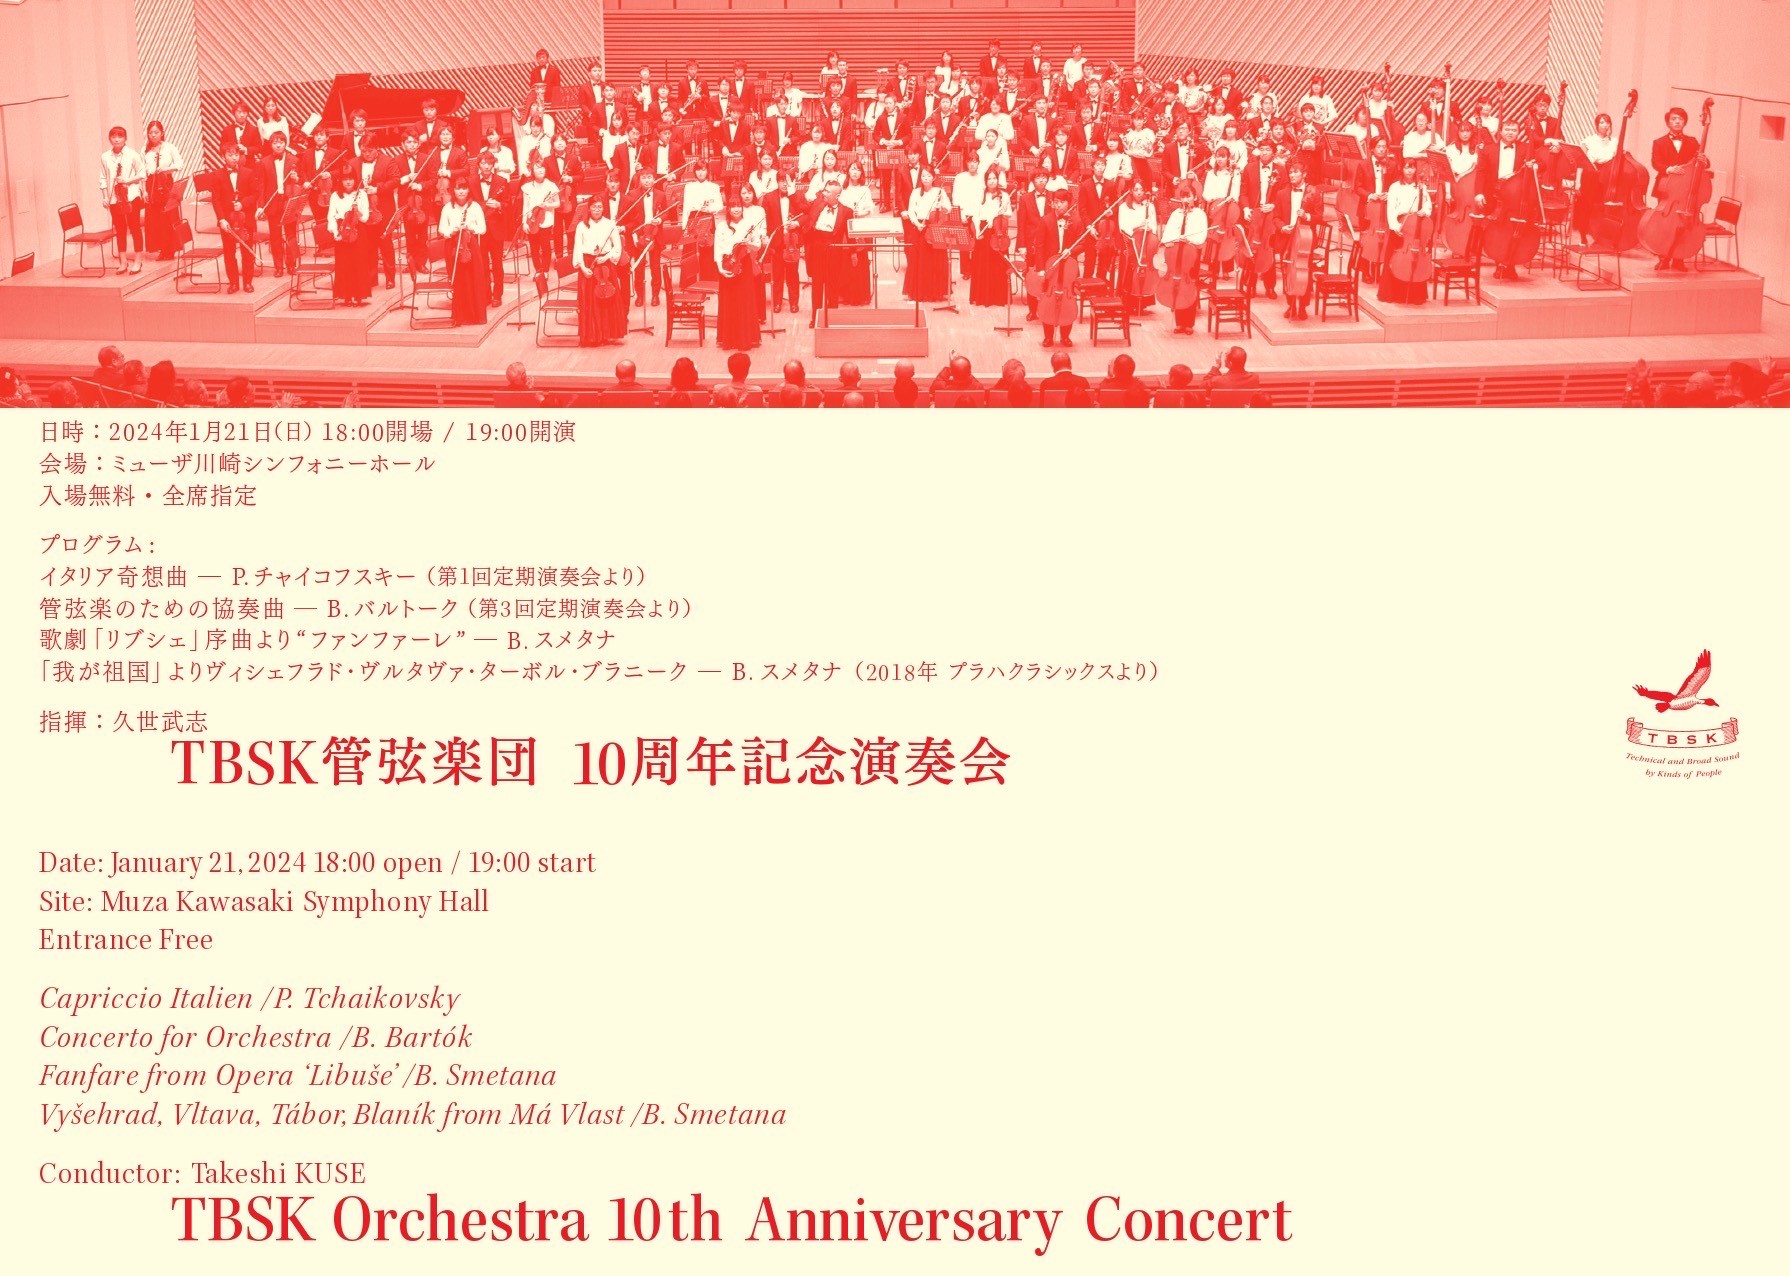 日時：2024年1月21日(日) 18:00開場 / 19:00開演
会場：ミューザ川崎シンフォニーホール
入場無料・全席指定
プログラム：
イタリア奇想曲 — P.チャイコフスキー（第1回定期演奏会より）
管弦楽のための協奏曲 — B.バルトーク（第3回定期演奏会より）
歌劇「リブシェ」序曲より“ファンファーレ” — B.スメタナ
「我が祖国」よりヴィシェフラド・ヴルタヴァ・ターボル・ブラニーク — B.スメタナ（2018年 プラハクラシックスより）
指揮：久世武志
TBSK管弦楽団 10周年記念演奏会
TBSK
Technical and Broad Sound
by Kinds of People
Date: January 21, 2024 18:00 open / 19:00 start
Site: Muza Kawasaki Symphony Hall
Entrance Free
Capriccio Italien /P. Tchaikovsky
Concerto for Orchestra /B. Bartók
Fanfare from Opera ‘Libuše’ /B. Smetana
Vyšehrad, Vltava, Tábor, Blaník from Má Vlast /B. Smetana
Conductor: Takeshi KUSE
TBSK Orchestra 10th Anniversary Concert